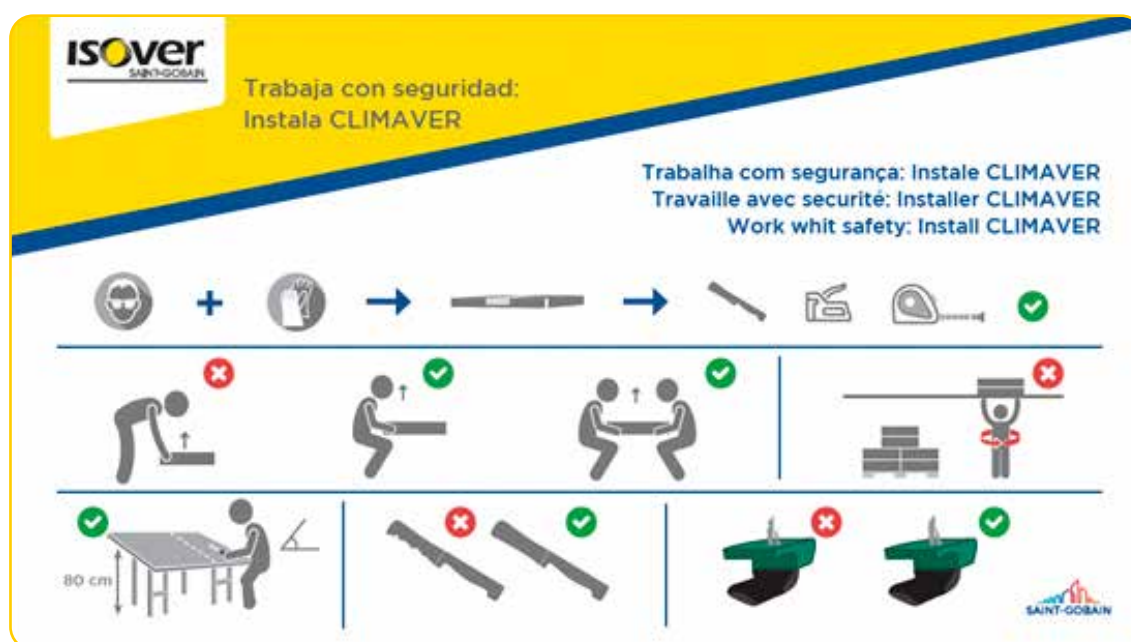 ISOVER
SAINT-GOBAIN
Trabaja con seguridad:
Instala CLIMAVER
Trabalha com segurança: Instale CLIMAVER
Travaille avec securité: Installer CLIMAVER
Work whit safety: Install CLIMAVER
80 cm
SAINT-GOBAIN